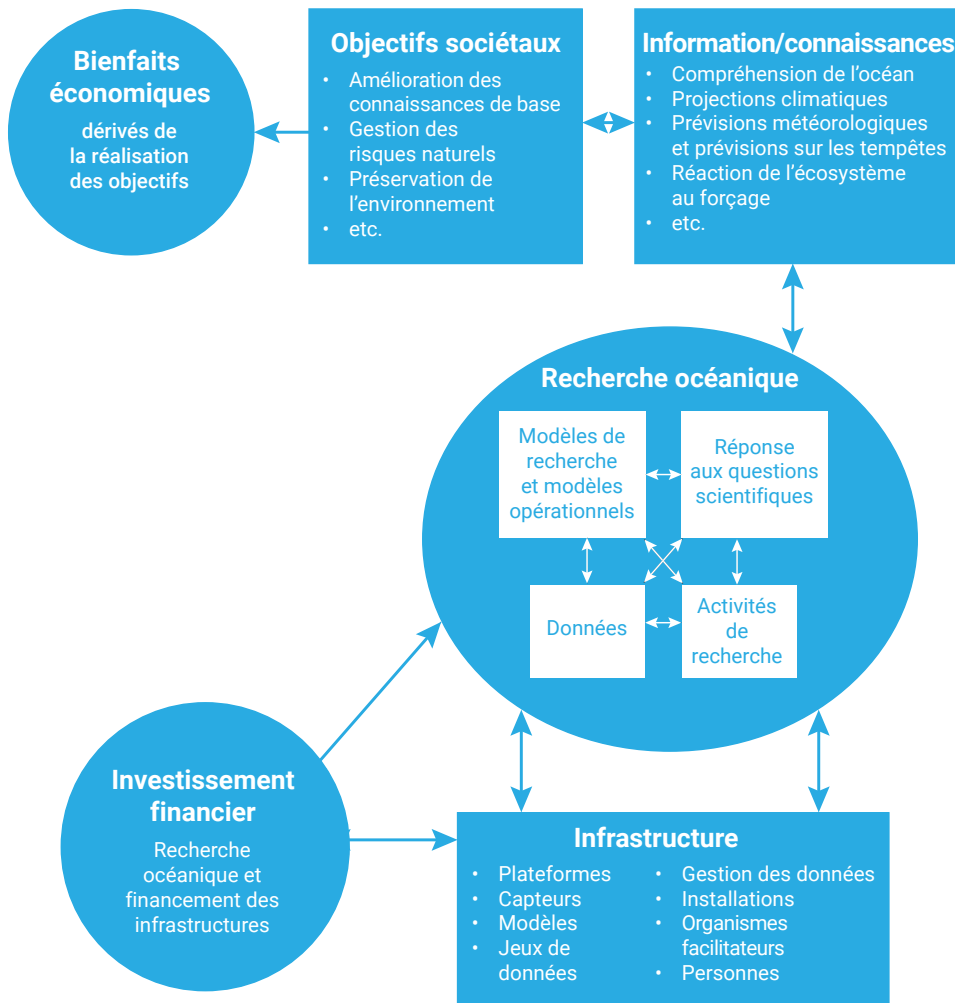 Bienfaits
économiques
dérivés de
la réalisation
des objectifs
Objectifs sociétaux
• Amélioration des
connaissances de base
• Gestion des
risques naturels
• Préservation de
l'environnement
• etc.
Information/connaissances
• Compréhension de l'océan
• Projections climatiques
• Prévisions météorologiques
et prévisions sur les tempêtes
• Réaction de l'écosystème
au forçage
• etc.
Recherche océanique
Modèles de
recherche
et modèles
opérationnels
Réponse
aux questions
scientifiques
Données
Activités
de
recherche
Investissement
financier
Recherche
océanique et
financement des
infrastructures
Infrastructure
• Plateformes
• Capteurs
• Modèles
• Jeux de
données
• Gestion des données
• Installations
• Organismes
facilitateurs
• Personnes